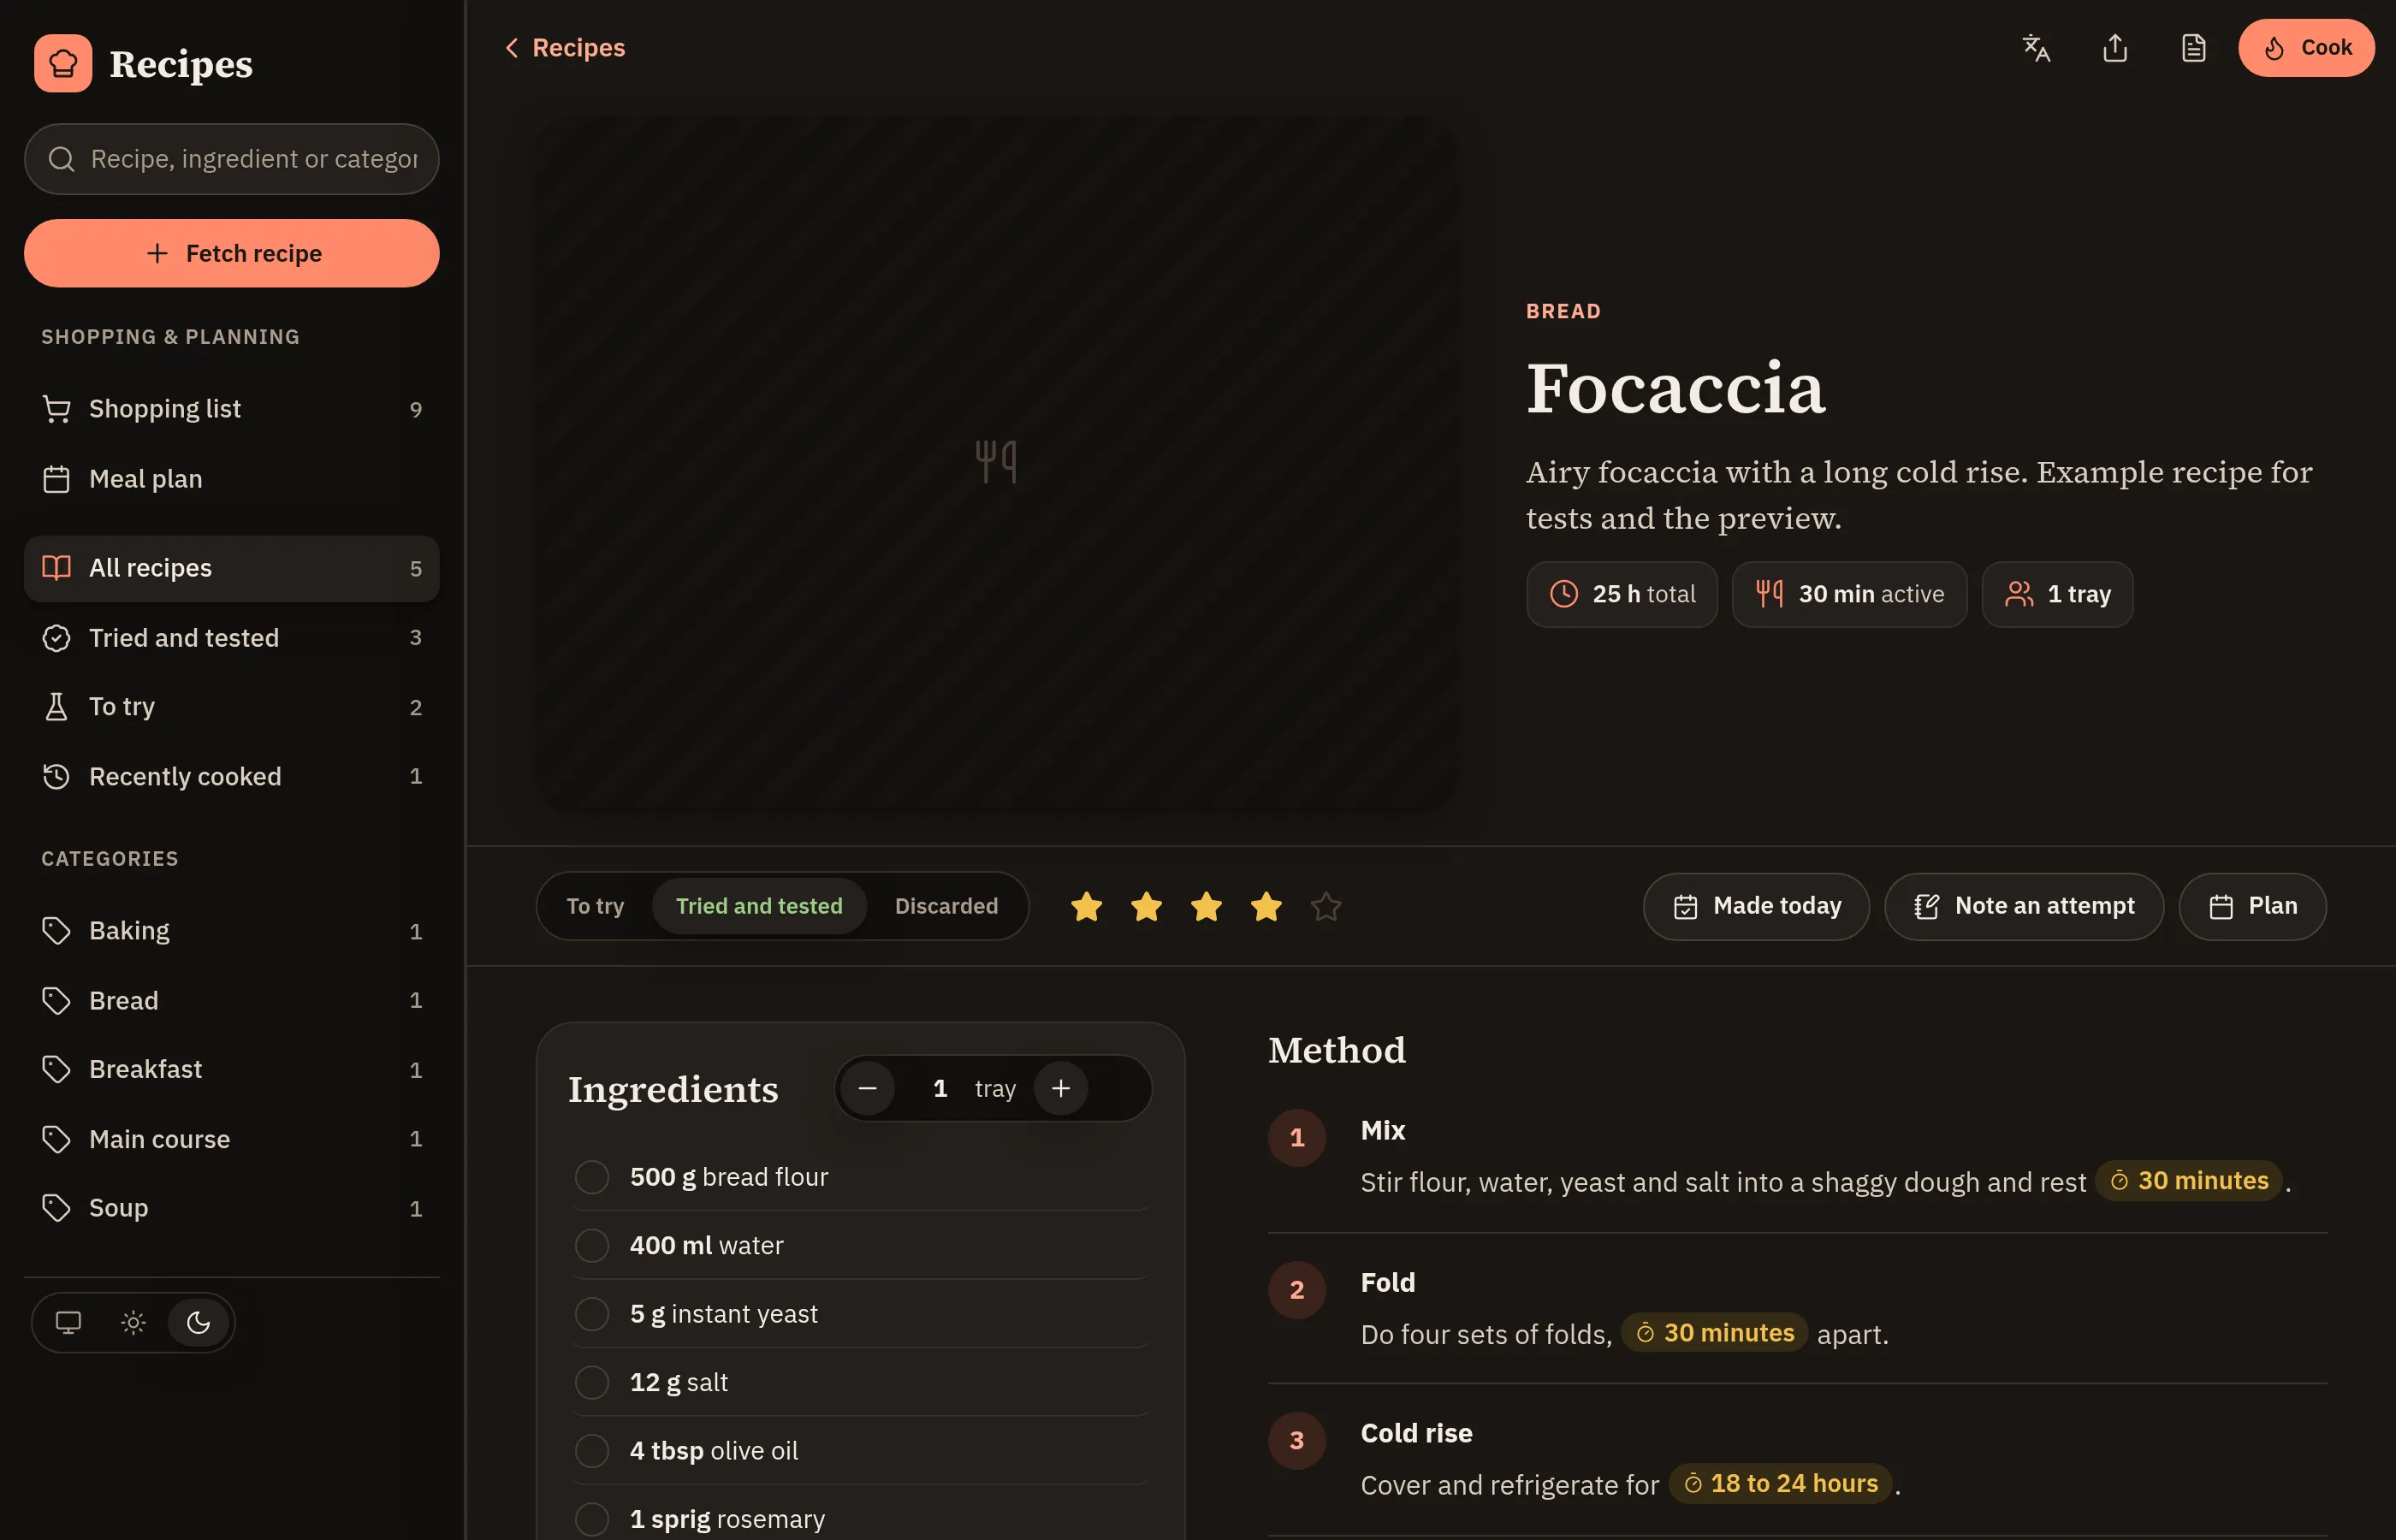 Recipes
Recipe, ingredient or categor
Fetch recipe
SHOPPING & PLANNING
Shopping list 9
Meal plan
All recipes 5
Tried and tested 3
To try 2
Recently cooked 1
CATEGORIES
Baking 1
Bread 1
Breakfast 1
Main course 1
Soup 1
Recipes
Cook
BREAD
Focaccia
Airy focaccia with a long cold rise. Example recipe for
tests and the preview.
25 h total
30 min active
1 tray
To try
Tried and tested
Discarded
Made today
Note an attempt
Plan
Ingredients
1 tray
500 g bread flour
400 ml water
5 g instant yeast
12 g salt
4 tbsp olive oil
1 sprig rosemary
Method
1 Mix
Stir flour, water, yeast and salt into a shaggy dough and rest 30 minutes.
2 Fold
Do four sets of folds, 30 minutes apart.
3 Cold rise
Cover and refrigerate for 18 to 24 hours.